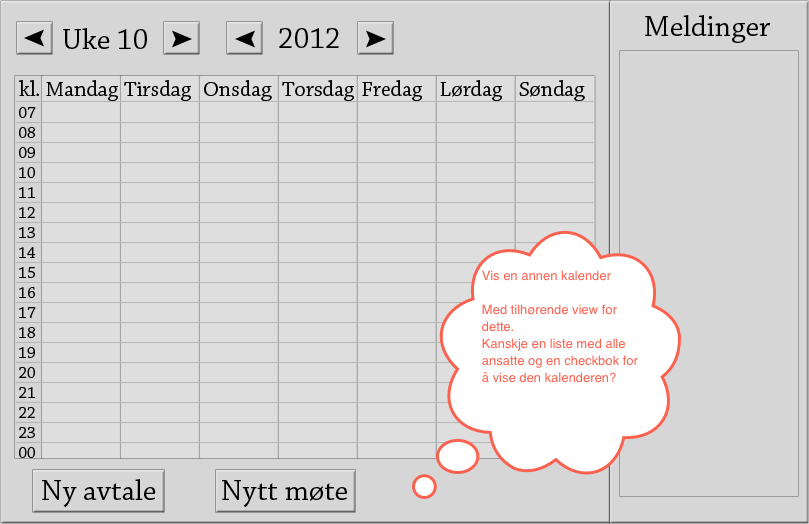 Uke 10 2012
Meldinger
kl. Mandag Tirsdag Onsdag Torsdag Fredag Lørdag Søndag
07
08
09
10
11
12
13
14
15
16
17
18
19
20
21
22
23
00
Vis en annen kalender
Med tilhørende view for
dette.
Kanskje en liste med alle
ansatte og en checkbok for
å vise den kalenderen?
Ny avtale Nytt møte